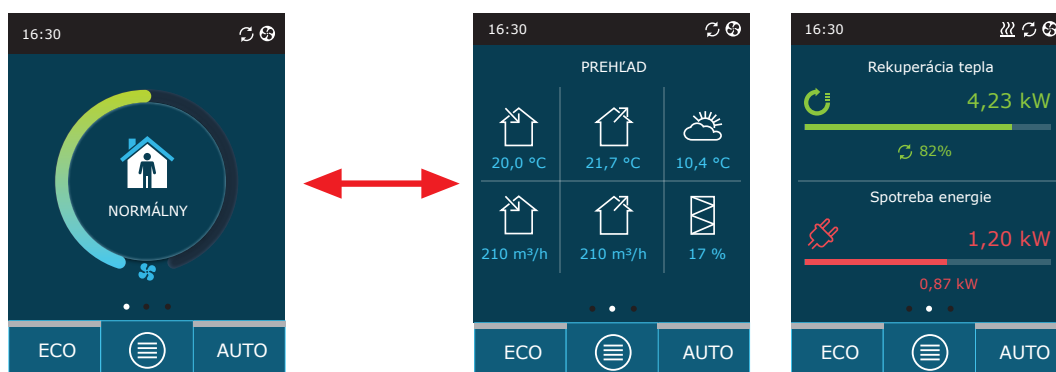 16:30
NORMÁLNY
ECO
AUTO
16:30
PREHĽAD
20,0 °C 21,7 °C 10,4 °C
210 m³/h 210 m³/h 17 %
ECO
AUTO
16:30
Rekuperácia tepla
4,23 kW
82%
Spotreba energie
1,20 kW
0,87 kW
ECO
AUTO